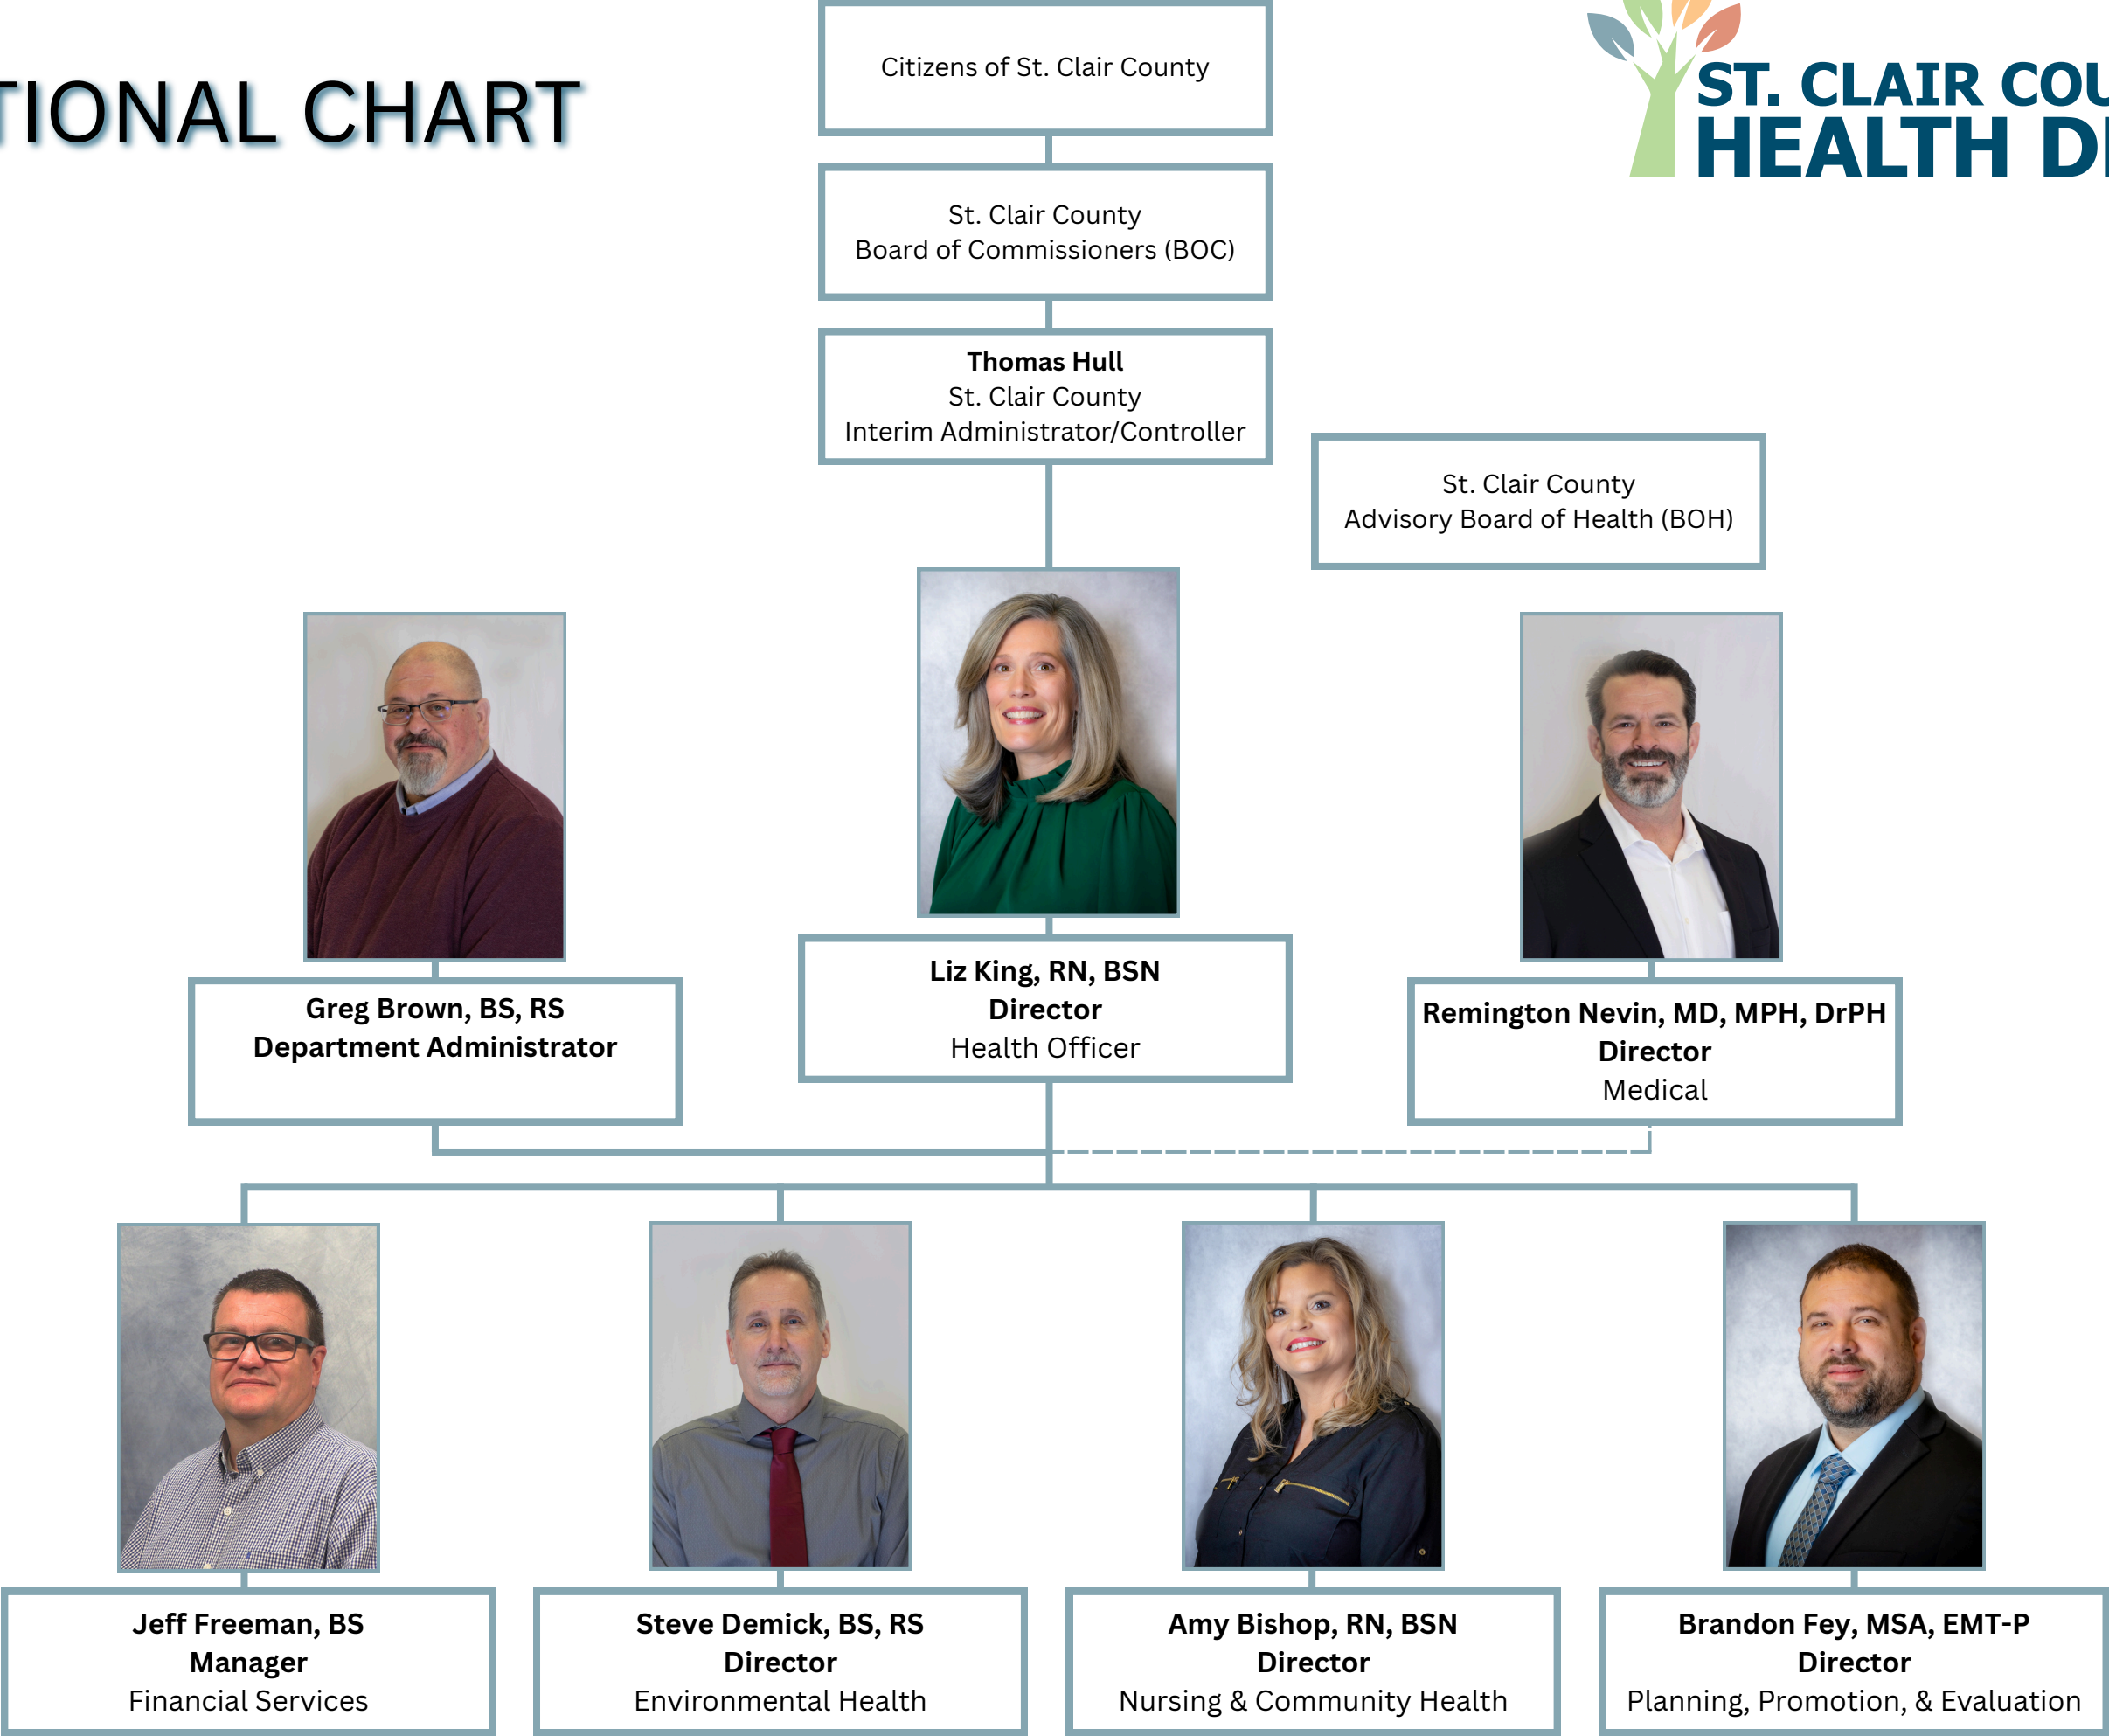 TIONAL CHART
Citizens of St. Clair County
ST. CLAIR COU
HEALTH D
St. Clair County
Board of Commissioners (BOC)
Thomas Hull
St. Clair County
Interim Administrator/Controller
St. Clair County
Advisory Board of Health (BOH)
Greg Brown, BS, RS
Department Administrator
Liz King, RN, BSN
Director
Health Officer
Remington Nevin, MD, MPH, DrPH
Director
Medical
Jeff Freeman, BS
Manager
Financial Services
Steve Demick, BS, RS
Director
Environmental Health
Amy Bishop, RN, BSN
Director
Nursing & Community Health
Brandon Fey, MSA, EMT-P
Director
Planning, Promotion, & Evaluation